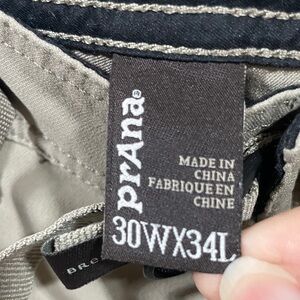 prAna®
MADE IN
CHINA
FABRIQUE EN
CHINE
30WX34L